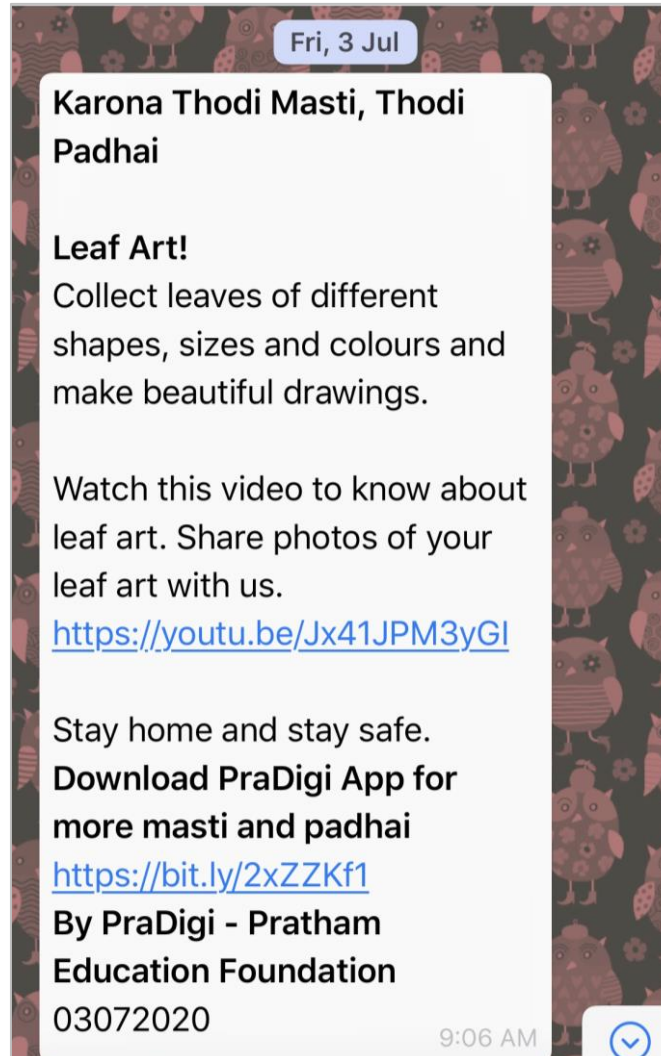 Fri, 3 Jul
Karona Thodi Masti, Thodi
Padhai
Leaf Art!
Collect leaves of different
shapes, sizes and colours and
make beautiful drawings.
Watch this video to know about
leaf art. Share photos of your
leaf art with us.
https://youtu.be/Jx41JPM3yGI
Stay home and stay safe.
Download PraDigi App for
more masti and padhai
https://bit.ly/2xZZKf1
By PraDigi - Pratham
Education Foundation
03072020
9:06 AM